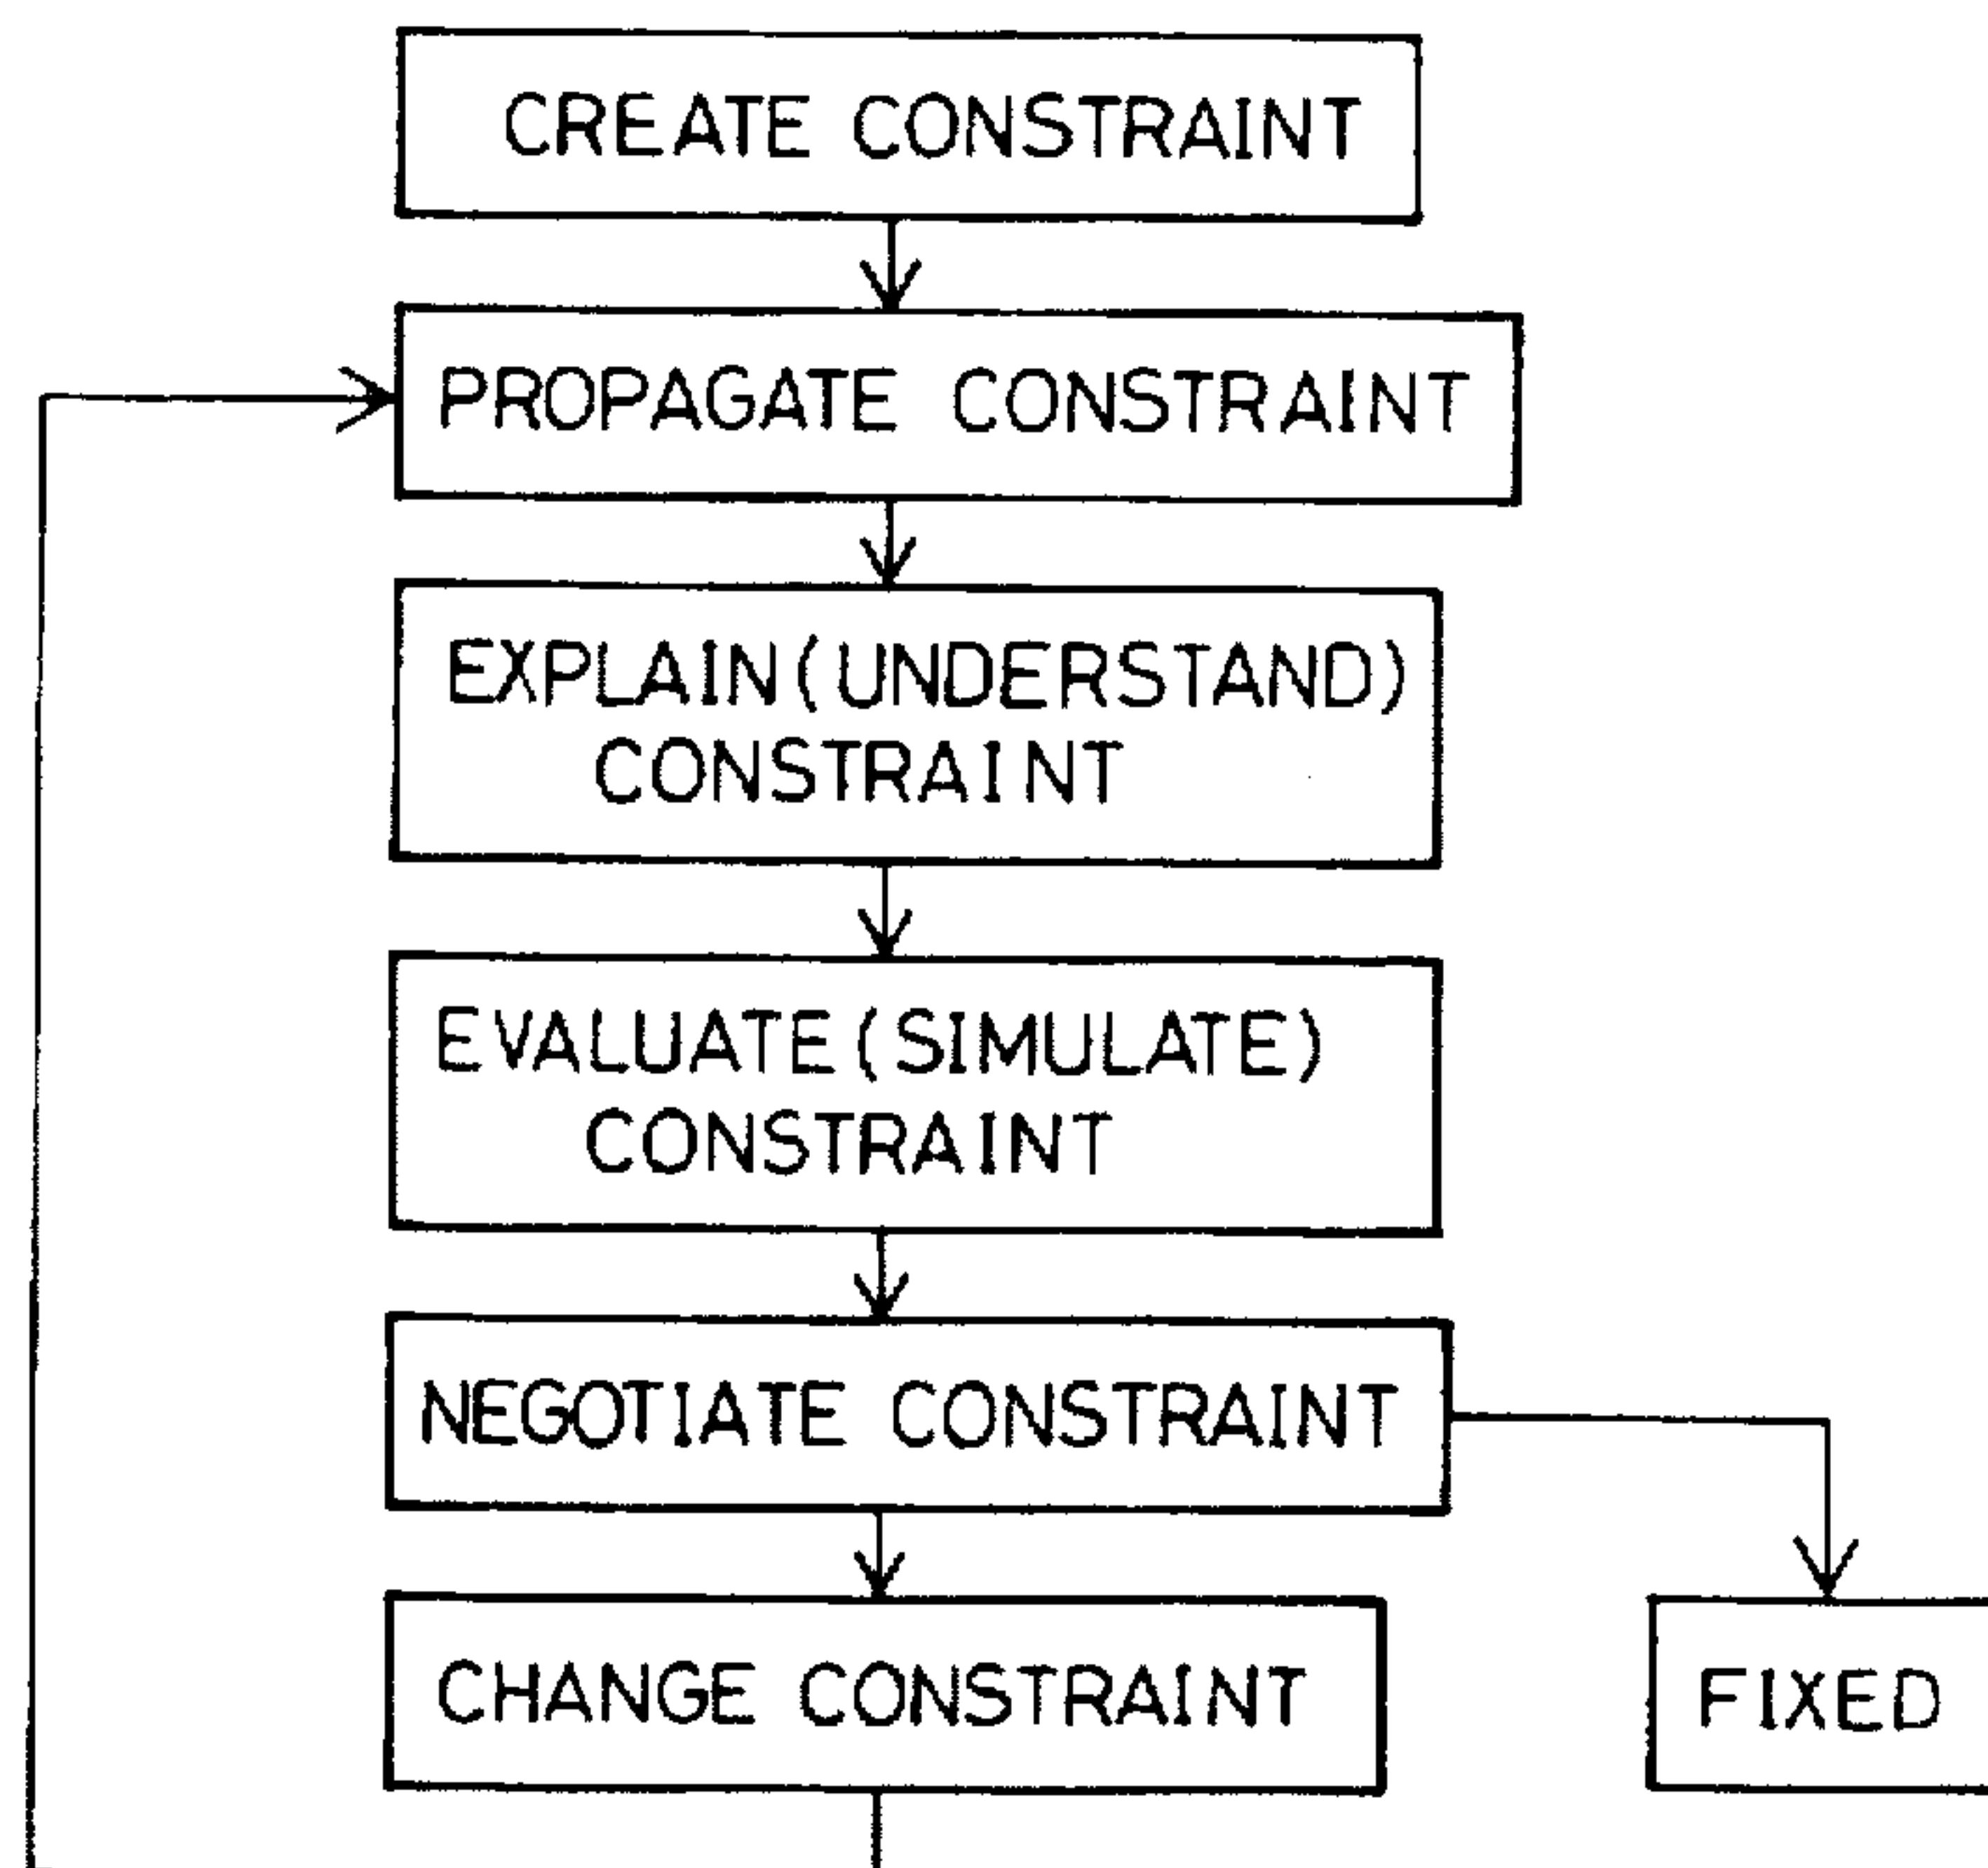 CREATE CONSTRAINT
PROPAGATE CONSTRAINT
EXPLAIN(UNDERSTAND)
CONSTRAINT
EVALUATE(SIMULATE)
CONSTRAINT
NEGOTIATE CONSTRAINT
CHANGE CONSTRAINT
FIXED